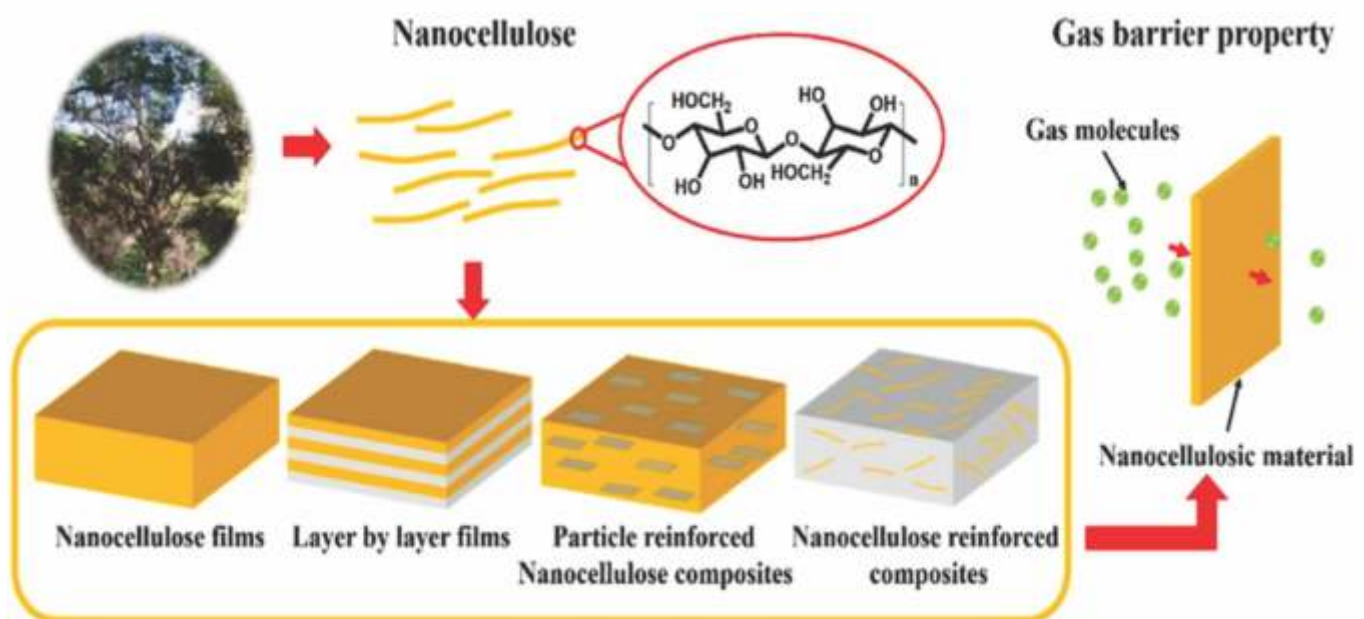 Nanocellulose
Gas barrier property
HOCH2
HO
OH
O
O
O
O
HO
OH
HOCH2
n
Gas molecules
Nanocellulosic material
Nanocellulose films
Layer by layer films
Particle reinforced
Nanocellulose composites
Nanocellulose reinforced
composites